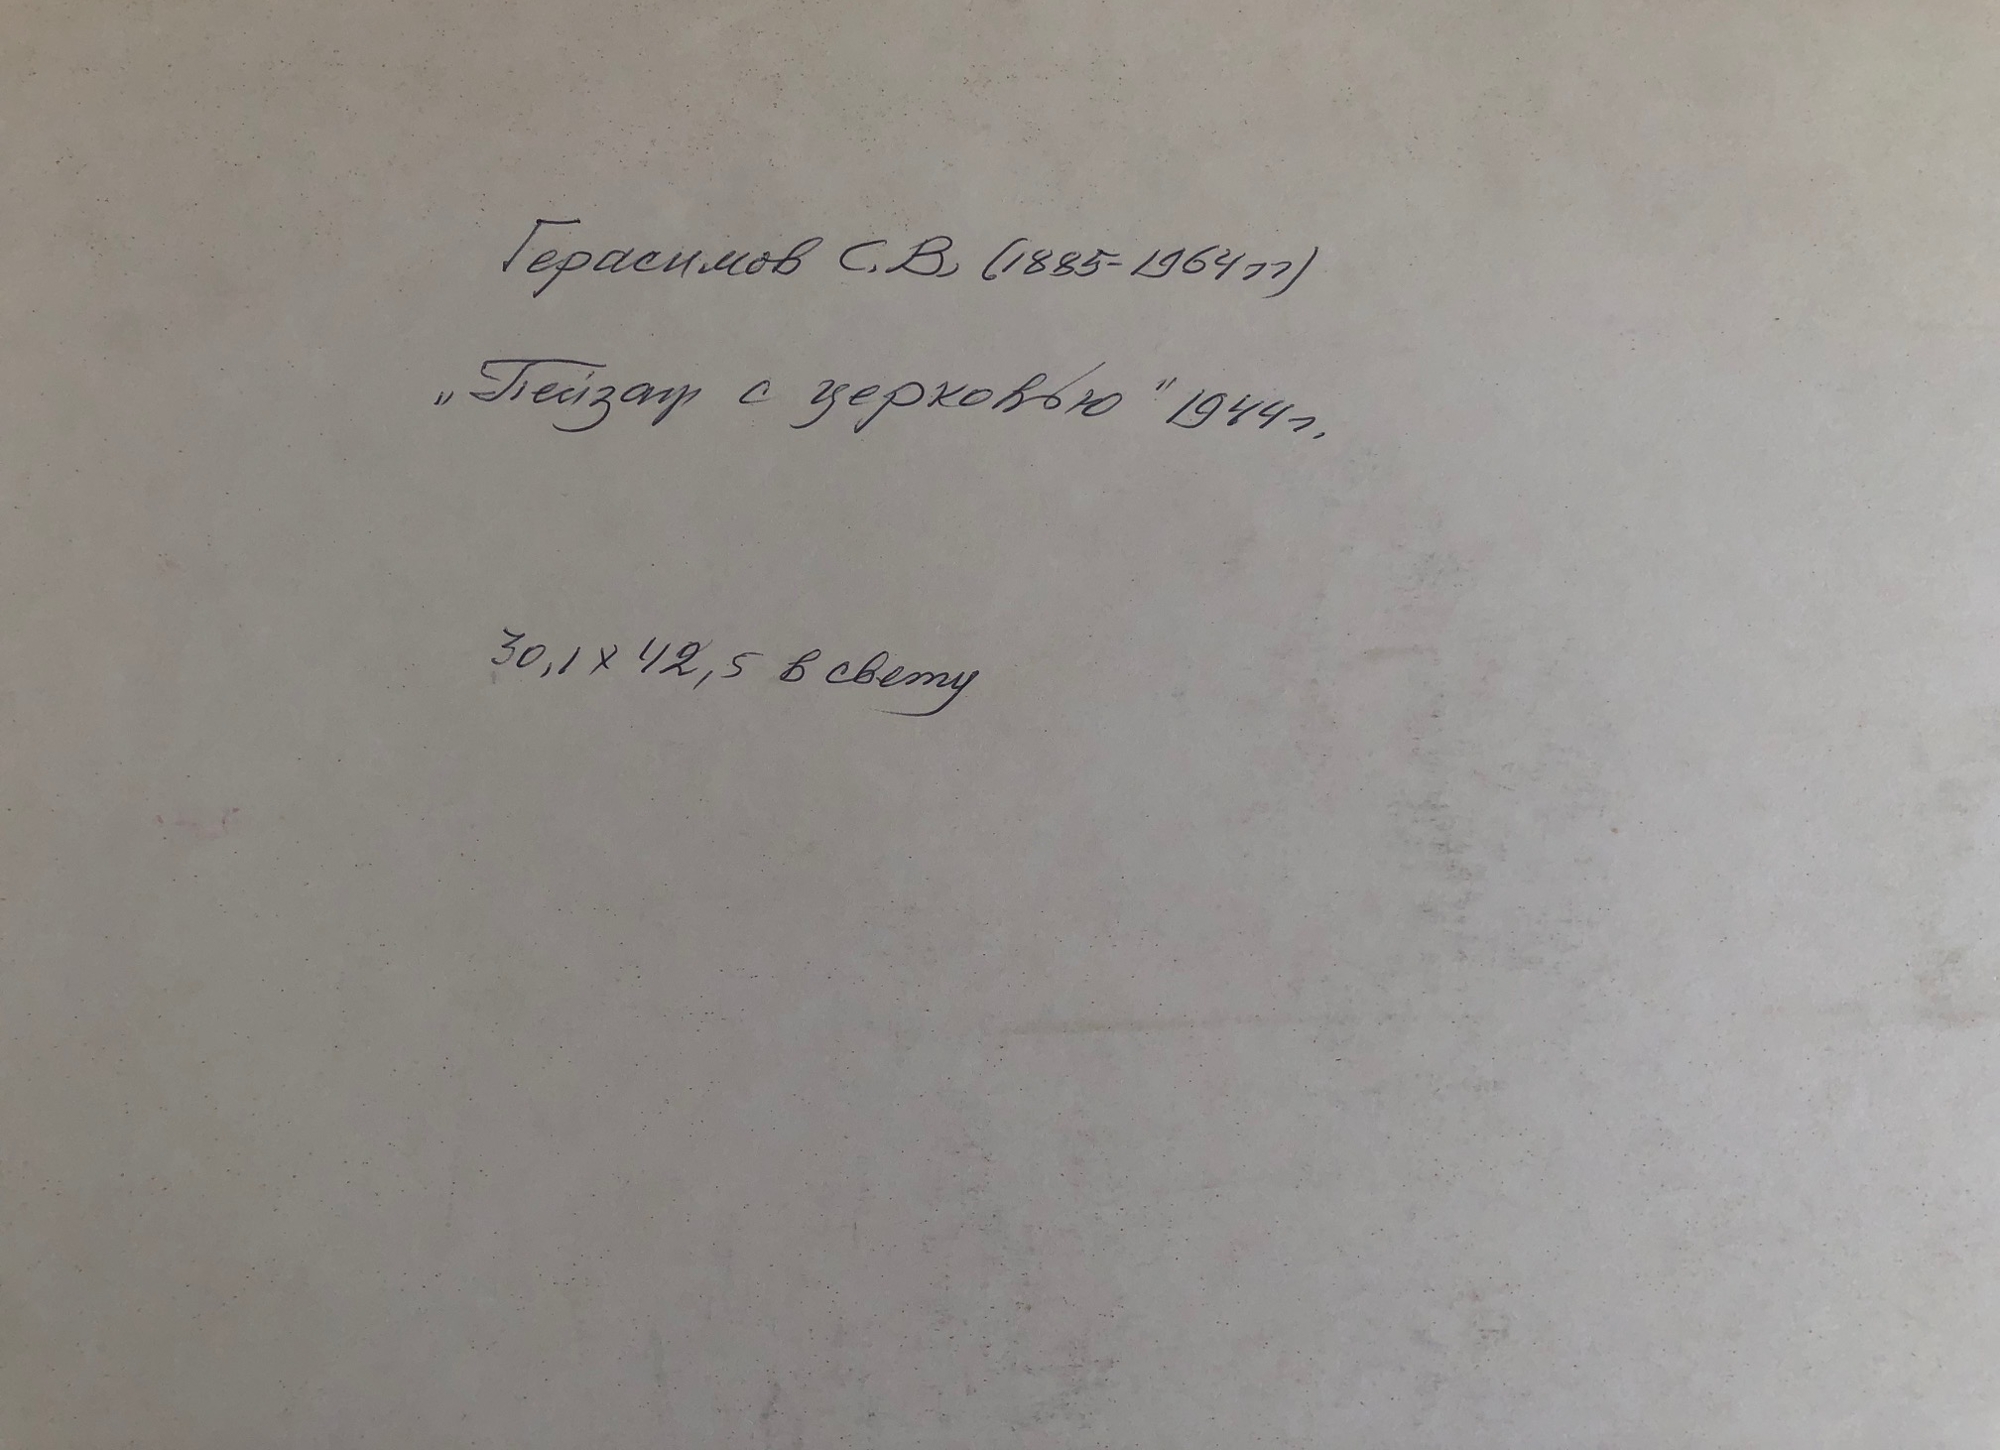 Герасимов С.В. (1885-1964гг)
„Пейзаж с церковью" 1944г.
30,1 х 42,5 в свету